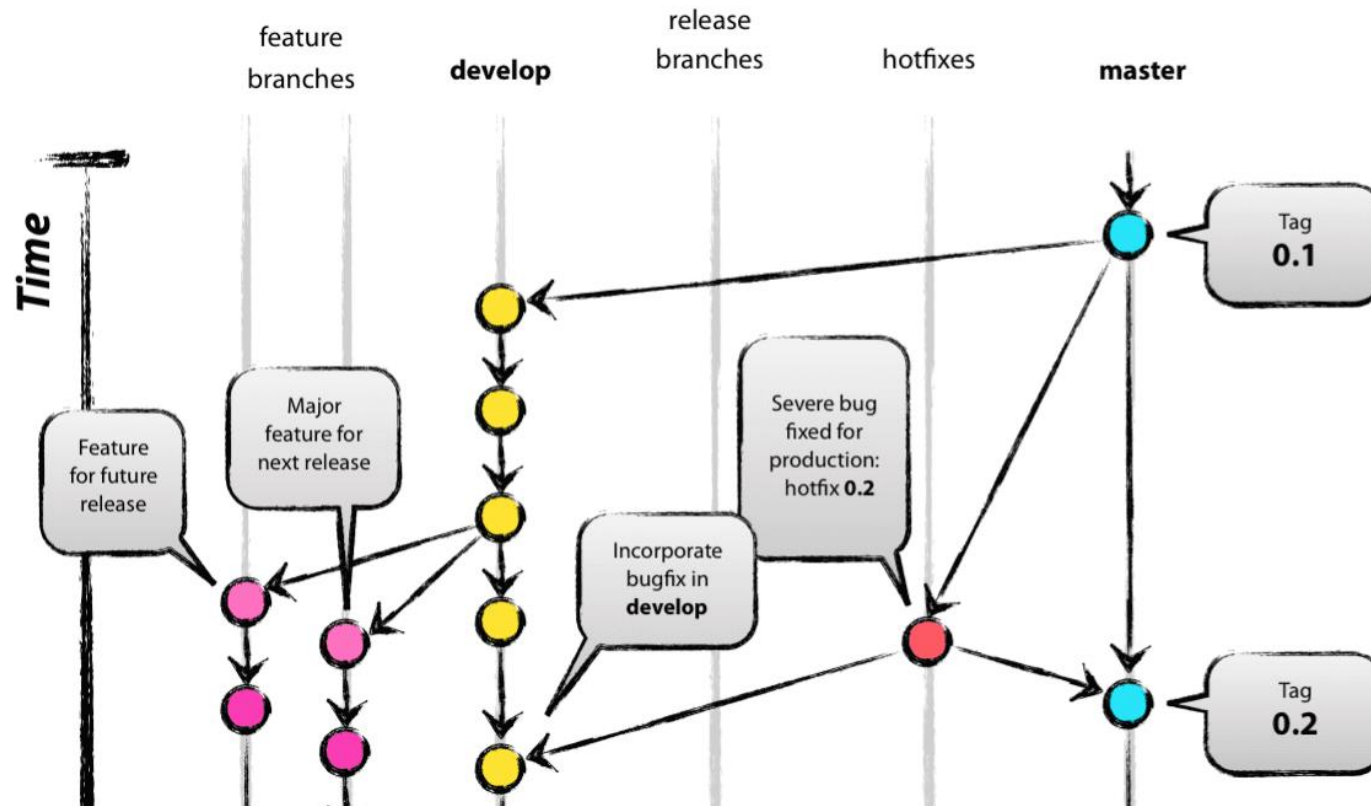 feature
branches
develop
release
branches
hotfixes
master
Time
Tag
0.1
Feature
for future
release
Major
feature for
next release
Severe bug
fixed for
production:
hotfix 0.2
Incorporate
bugfix in
develop
Tag
0.2